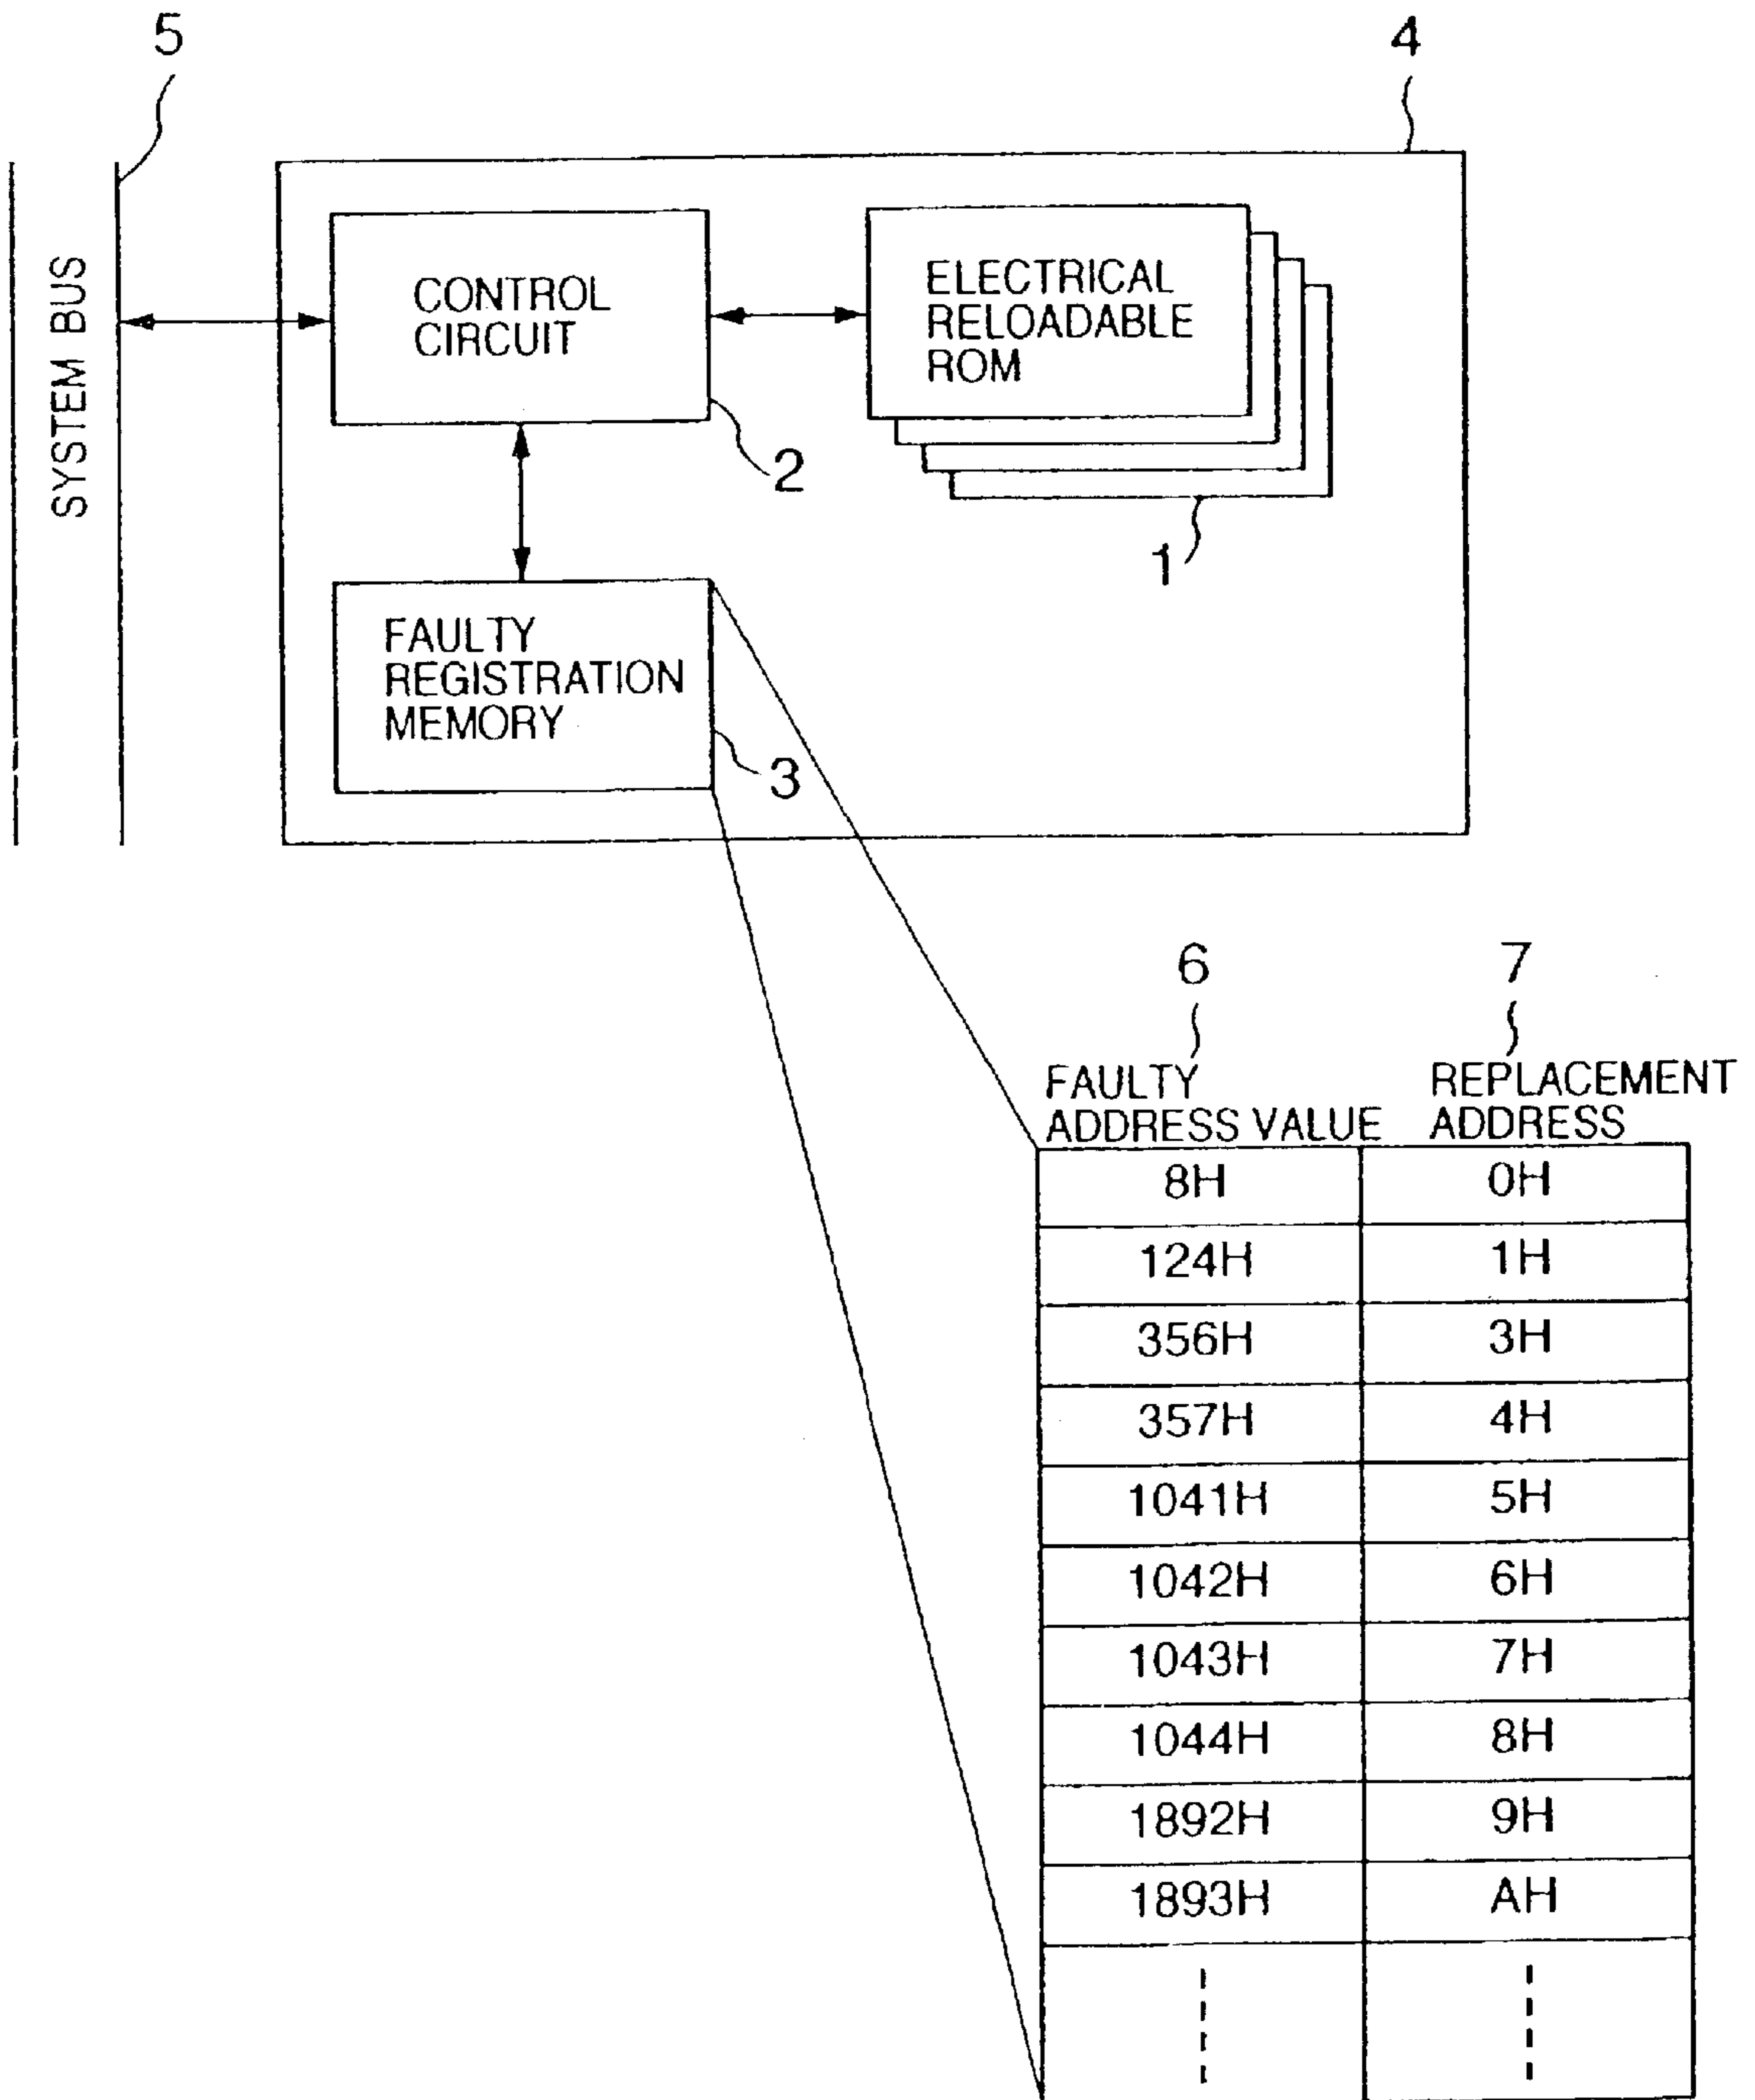 5
4
SYSTEM BUS
CONTROL
CIRCUIT
2
ELECTRICAL
RELOADABLE
ROM
1
FAULTY
REGISTRATION
MEMORY
3
6
7
FAULTY
ADDRESS VALUE
REPLACEMENT
ADDRESS
8H 0H
124H 1H
356H 3H
357H 4H
1041H 5H
1042H 6H
1043H 7H
1044H 8H
1892H 9H
1893H AH